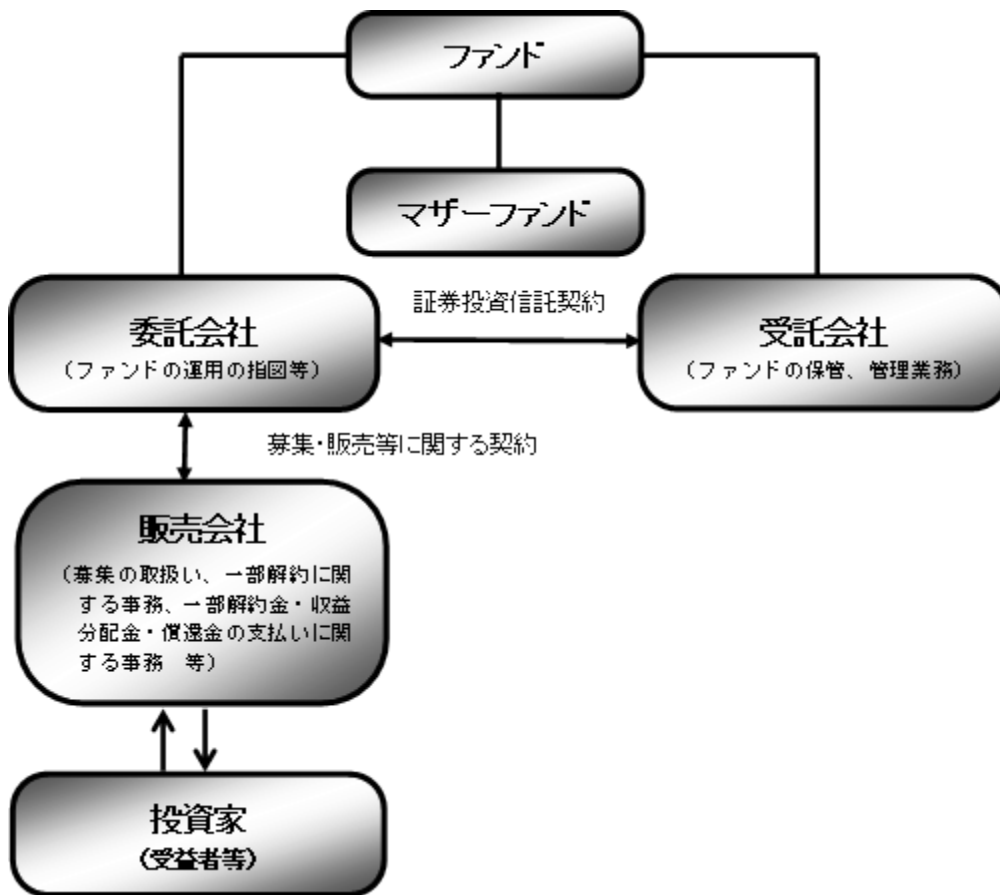 ファンド
マザーファンド
証券投資信託契約
委託会社
(ファンドの運用の指図等)
受託会社
(ファンドの保管、管理業務)
募集・販売等に関する契約
販売会社
(募集の取扱い、一部解約に関
する事務、一部解約金・収益
分配金・償還金の支払いに関
する事務　等)
投資家
(受益者等)